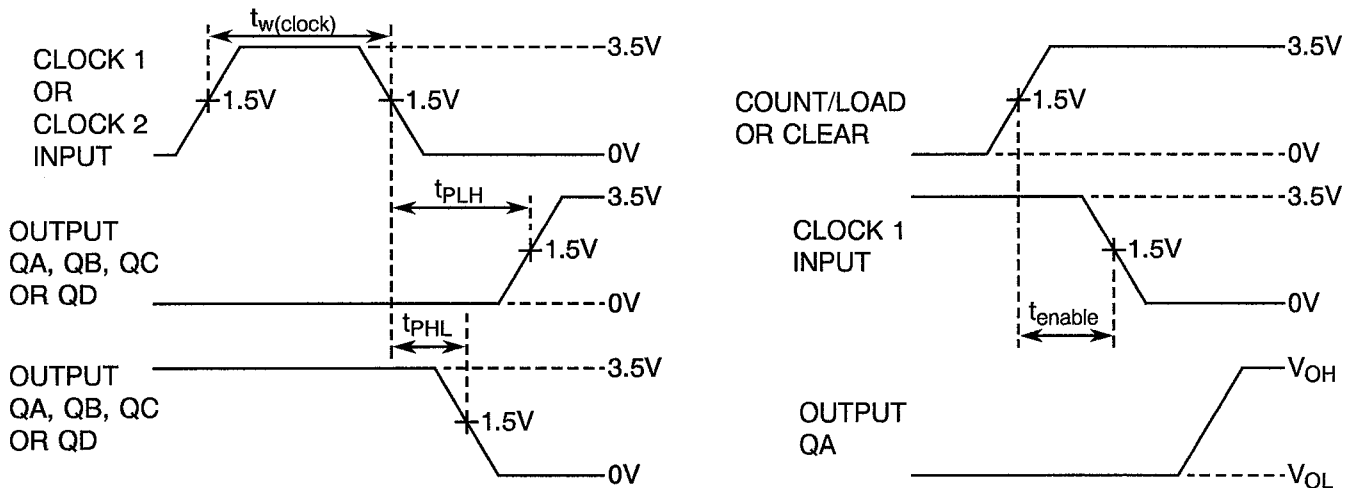 tw(clock)
CLOCK 1
OR
CLOCK 2
INPUT
1.5V
1.5V
3.5V
0V
tPLH
OUTPUT
QA, QB, QC
OR QD
1.5V
3.5V
0V
tPHL
OUTPUT
QA, QB, QC
OR QD
1.5V
3.5V
0V
COUNT/LOAD
OR CLEAR
1.5V
3.5V
0V
CLOCK 1
INPUT
1.5V
3.5V
0V
tenable
OUTPUT
QA
VOH
VOL